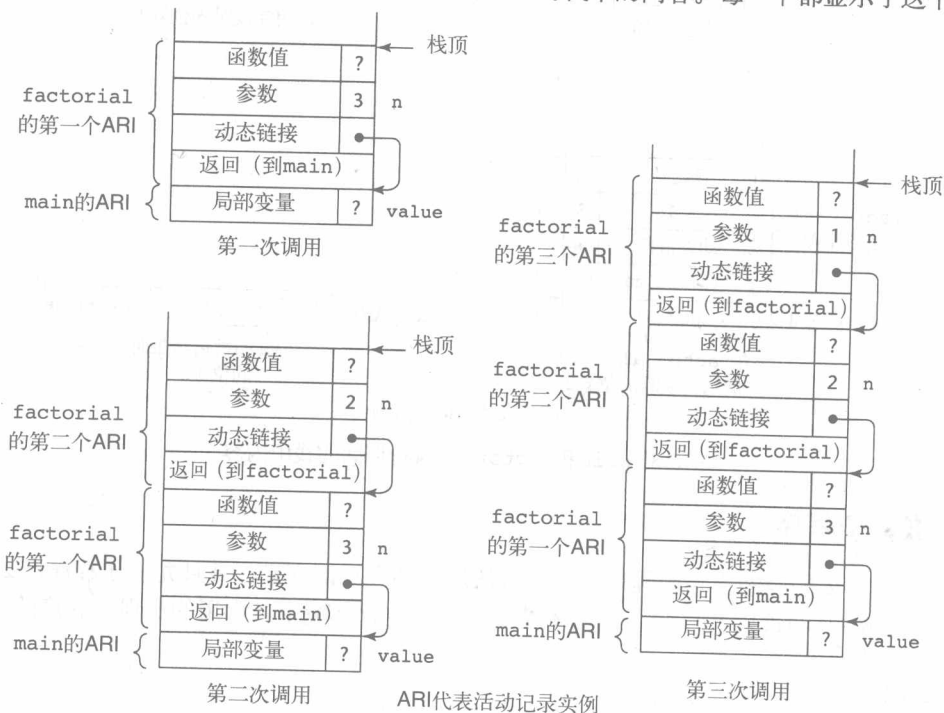 栈顶
函数值 ?
factorial
的第一个ARI
参数 3 n
动态链接
返回（到main）
main的ARI
局部变量 ? value
第一次调用
栈顶
函数值 ?
factorial
的第二个ARI
参数 2 n
动态链接
返回（到factorial）
函数值 ?
factorial
的第一个ARI
参数 3 n
动态链接
返回（到main）
main的ARI
局部变量 ? value
第二次调用
栈顶
函数值 ?
factorial
的第三个ARI
参数 1 n
动态链接
返回（到factorial）
函数值 ?
factorial
的第二个ARI
参数 2 n
动态链接
返回（到factorial）
函数值 ?
factorial
的第一个ARI
参数 3 n
动态链接
返回（到main）
main的ARI
局部变量 ? value
第三次调用
ARI代表活动记录实例